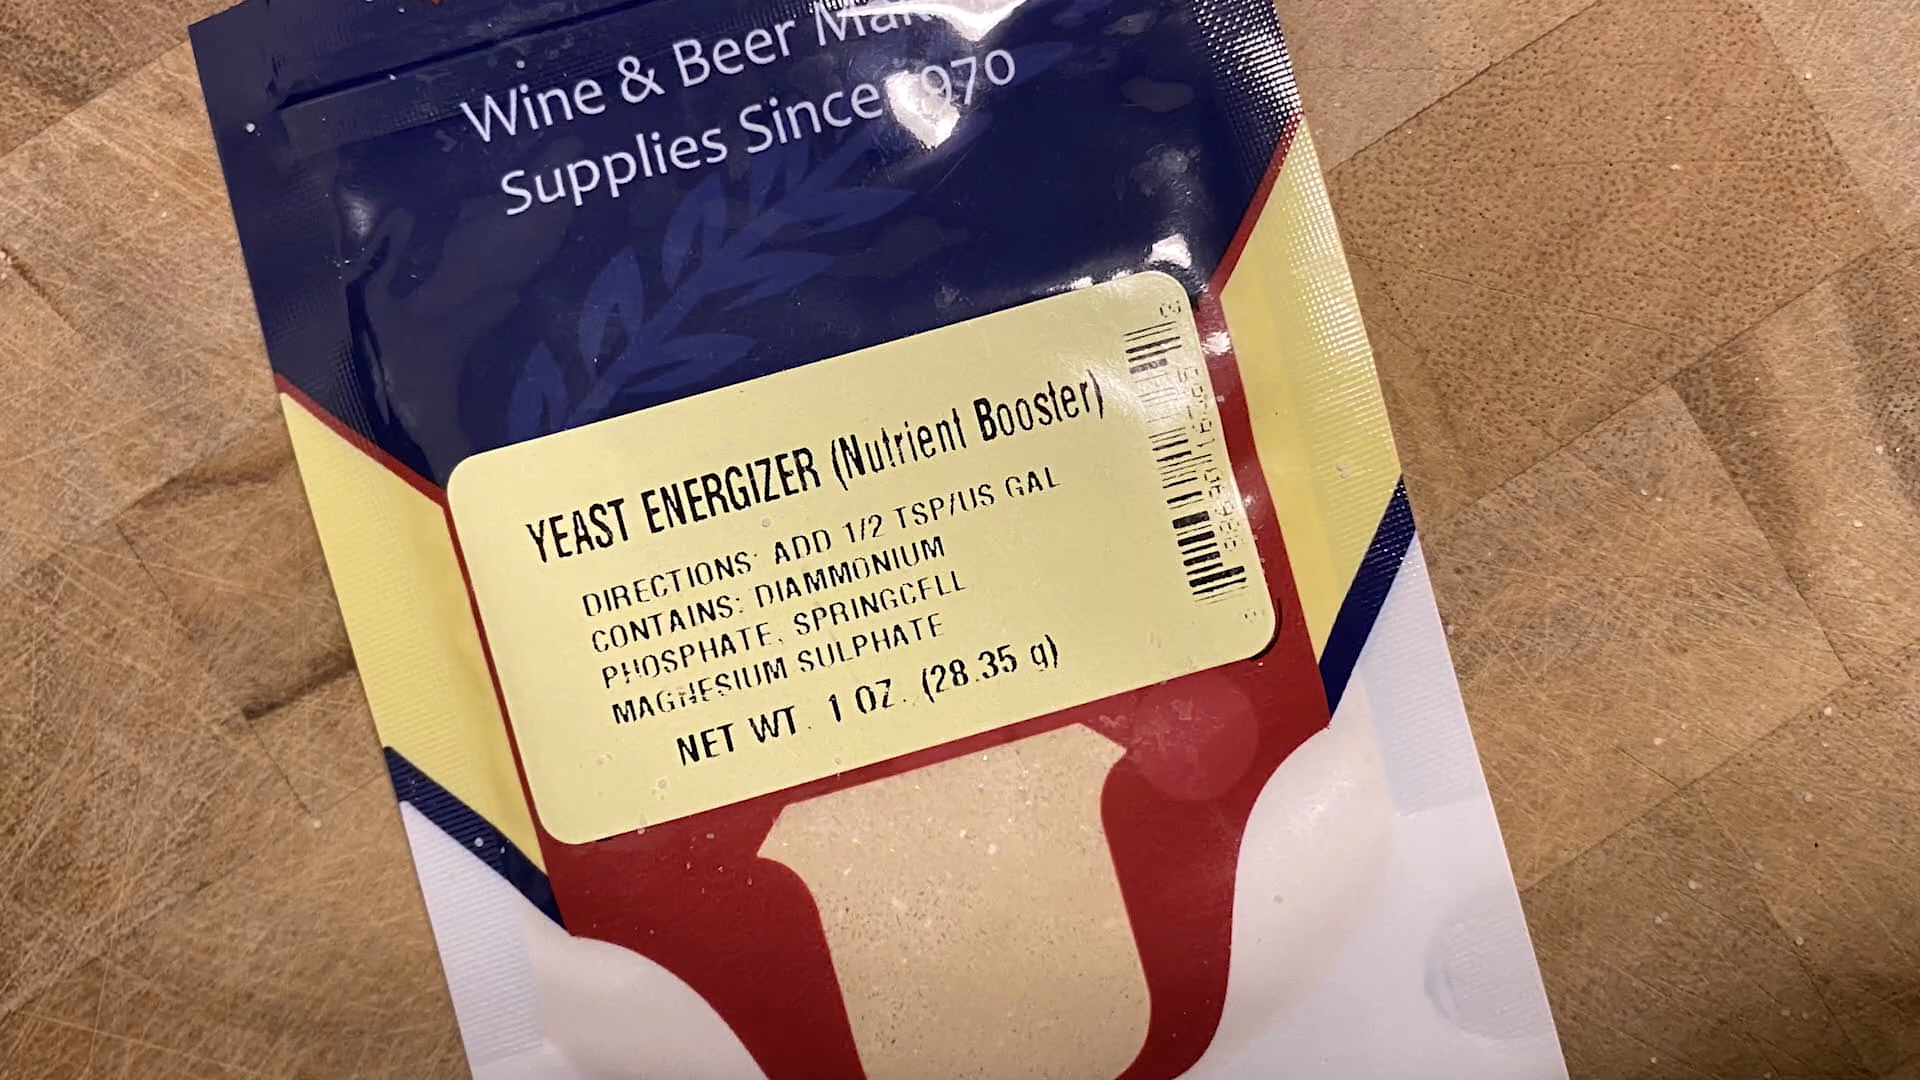 Wine & Beer
Supplies Since 1970
YEAST ENERGIZER (Nutrient Booster)
DIRECTIONS: ADD 1/2 TSP/US GAL
CONTAINS: DIAMMONIUM
PHOSPHATE, SPRINGCELL
MAGNESIUM SULPHATE
NET WT. 1 OZ. (28.35 g)